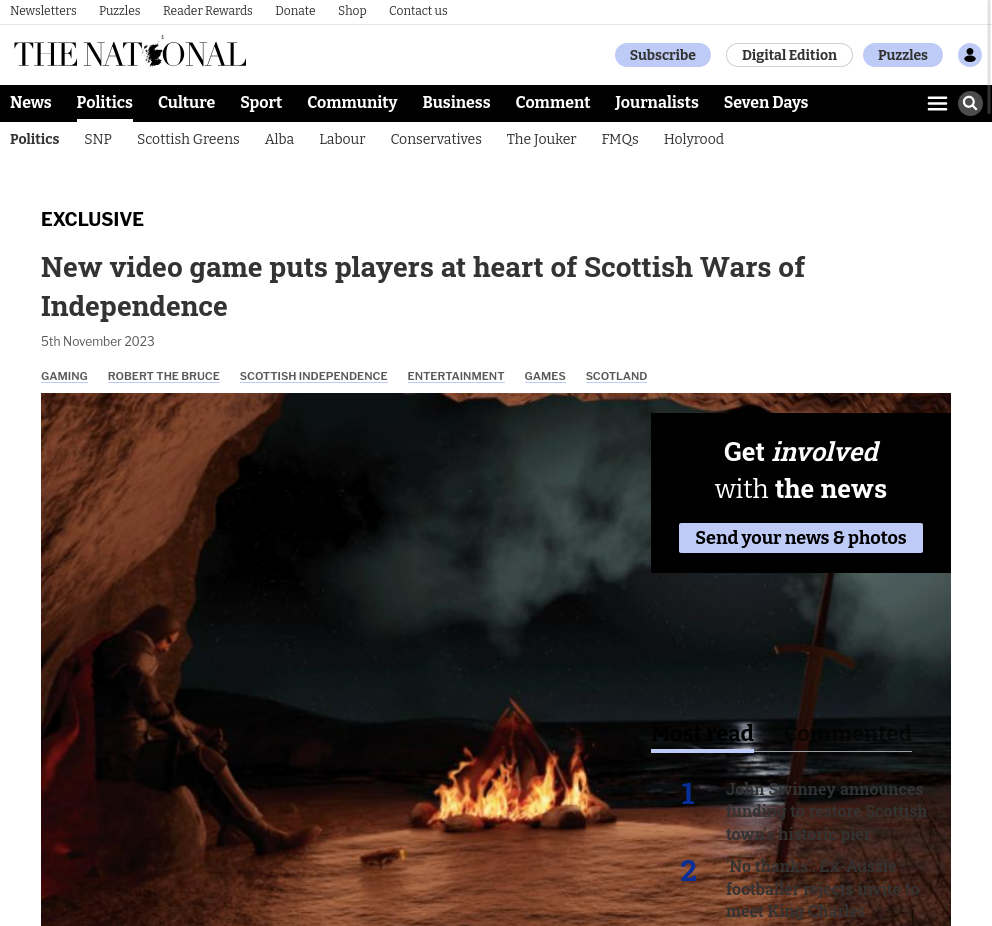 Newsletters Puzzles Reader Rewards Donate Shop Contact us
THE NATIONAL
Subscribe Digital Edition Puzzles
News Politics Culture Sport Community Business Comment Journalists Seven Days
Politics SNP Scottish Greens Alba Labour Conservatives The Jouker FMQs Holyrood
EXCLUSIVE
New video game puts players at heart of Scottish Wars of
Independence
5th November 2023
GAMING ROBERT THE BRUCE SCOTTISH INDEPENDENCE ENTERTAINMENT GAMES SCOTLAND
Get involved
with the news
Send your news & photos
Most read Commented
1 John Swinney announces
funding to restore Scottish
town's historic pier
2 'No thanks': Ex-
footballer invite to
meet King Charles